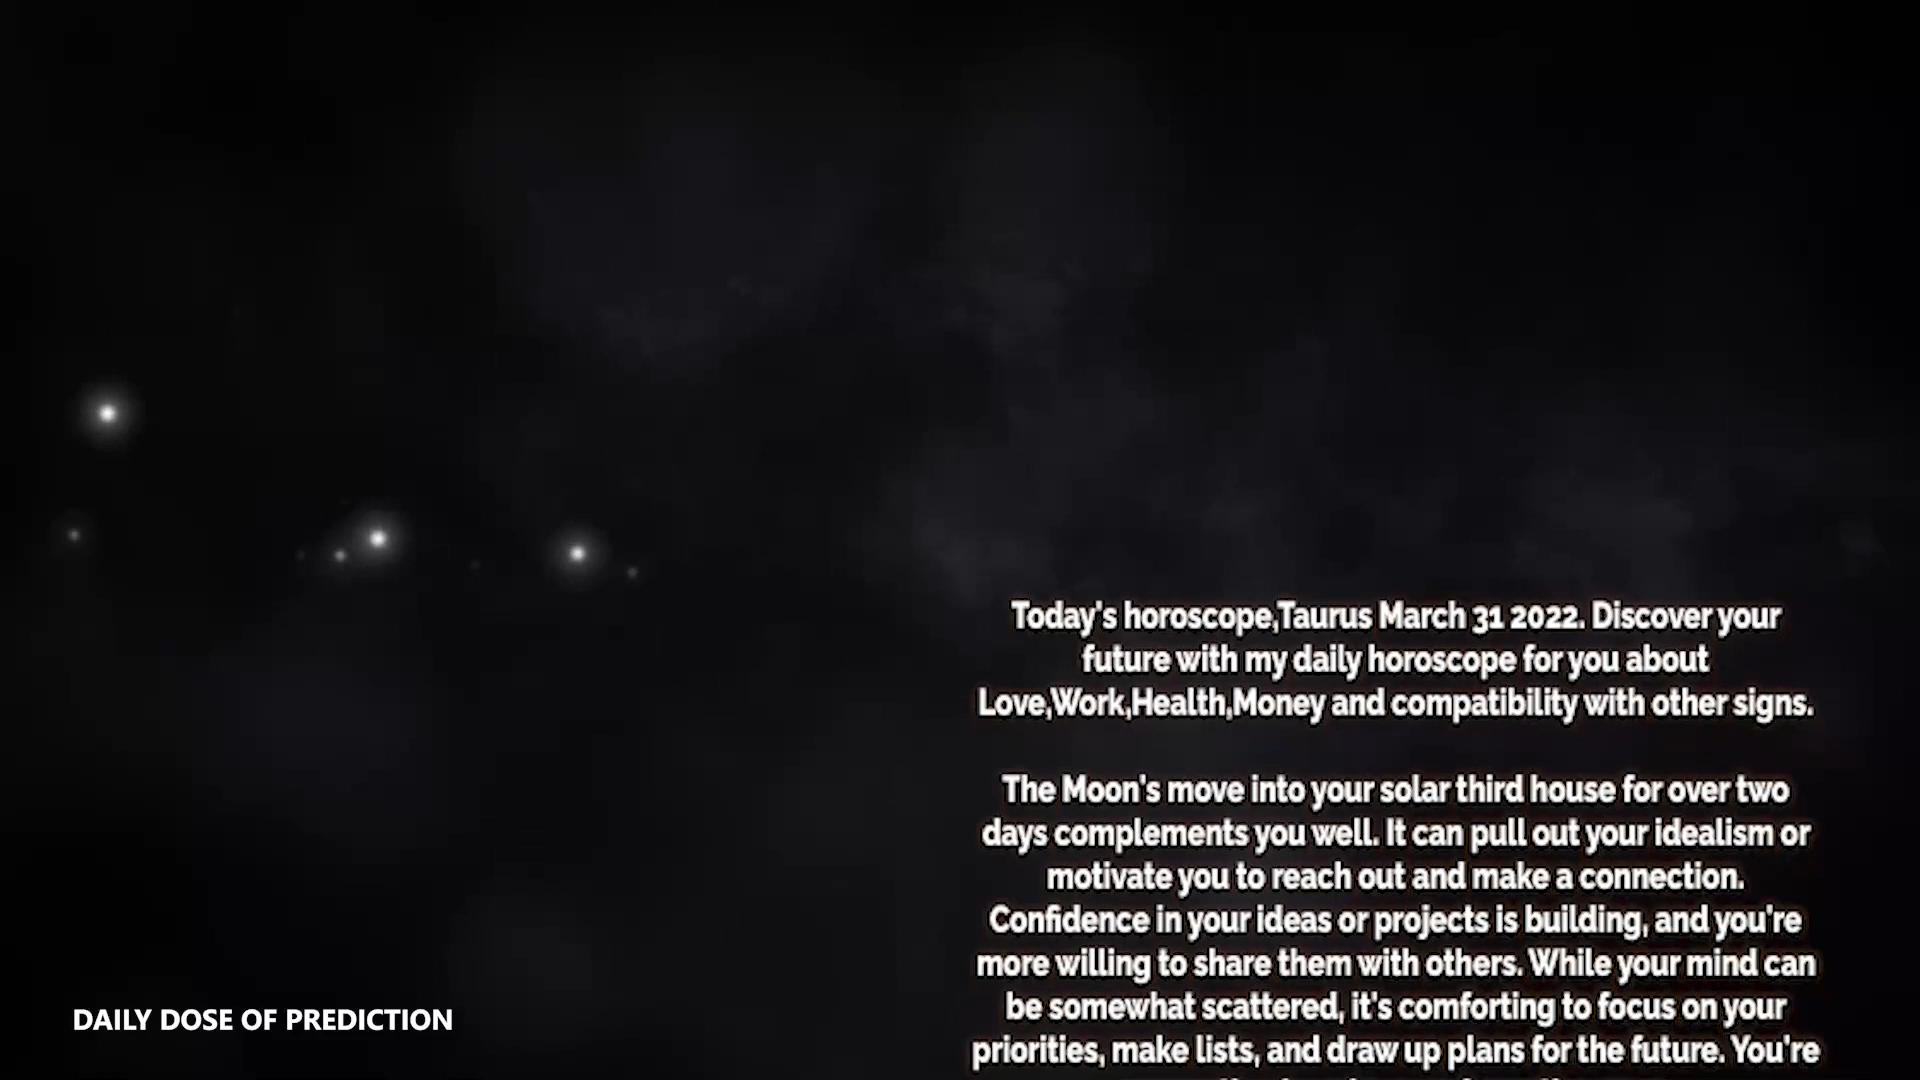 Today's horoscope,Taurus March 31 2022. Discover your
future with my daily horoscope for you about
Love,Work,Health,Money and compatibility with other signs.
The Moon's move into your solar third house for over two
days complements you well. It can pull out your idealism or
motivate you to reach out and make a connection.
Confidence in your ideas or projects is building, and you're
more willing to share them with others. While your mind can
be somewhat scattered, it's comforting to focus on your
priorities, make lists, and draw up plans for the future. You're
DAILY DOSE OF PREDICTION